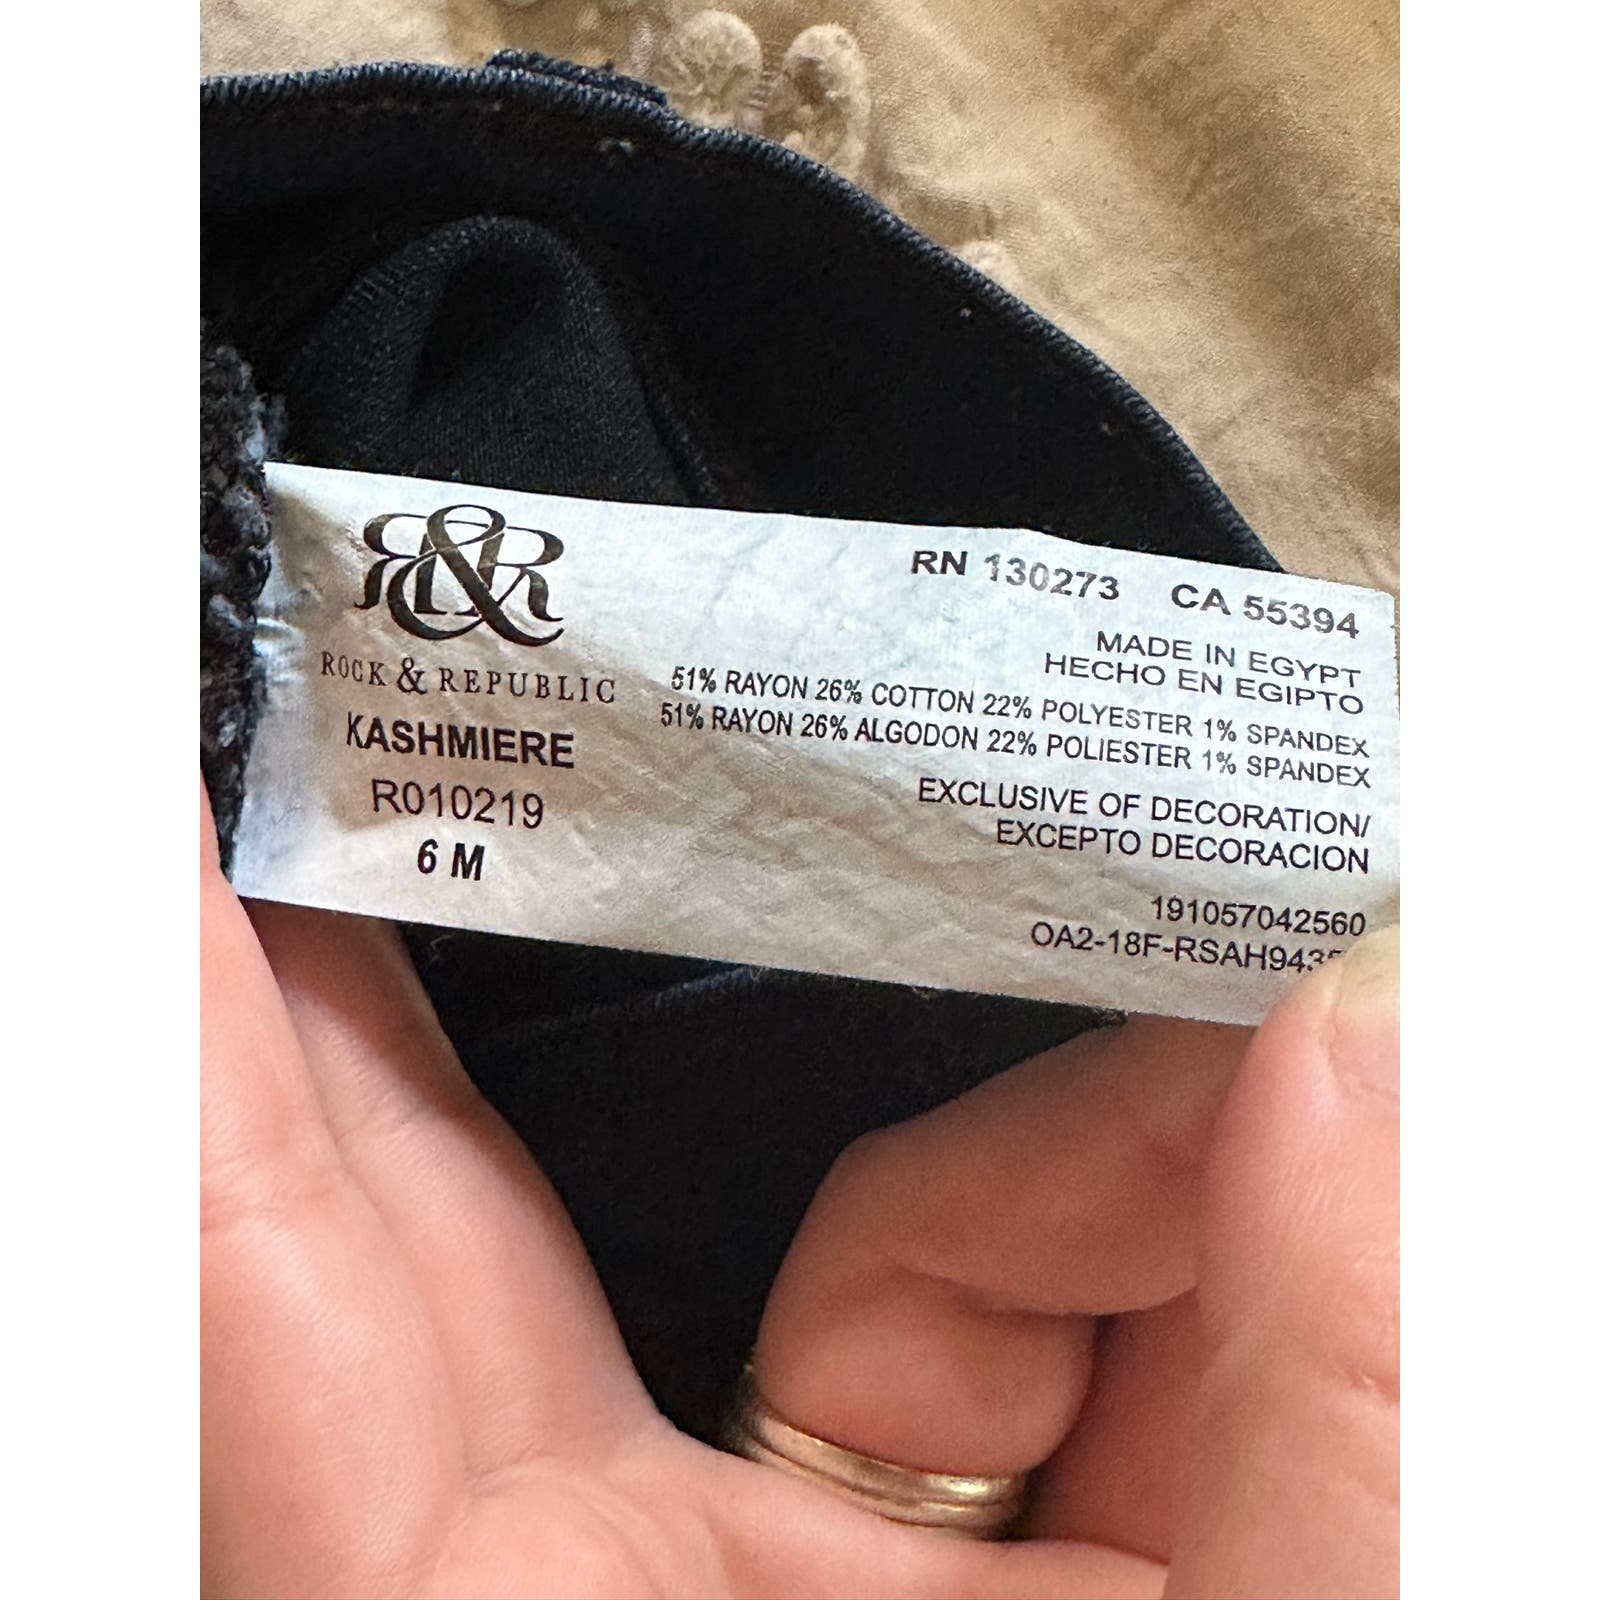 R&R
ROCK & REPUBLIC
KASHMIERE
R010219
6 M
RN 130273 CA 55394
MADE IN EGYPT
HECHO EN EGIPTO
51% RAYON 26% COTTON 22% POLYESTER 1% SPANDEX
51% RAYON 26% ALGODON 22% POLIESTER 1% SPANDEX
EXCLUSIVE OF DECORATION/
EXCEPTO DECORACION
191057042560